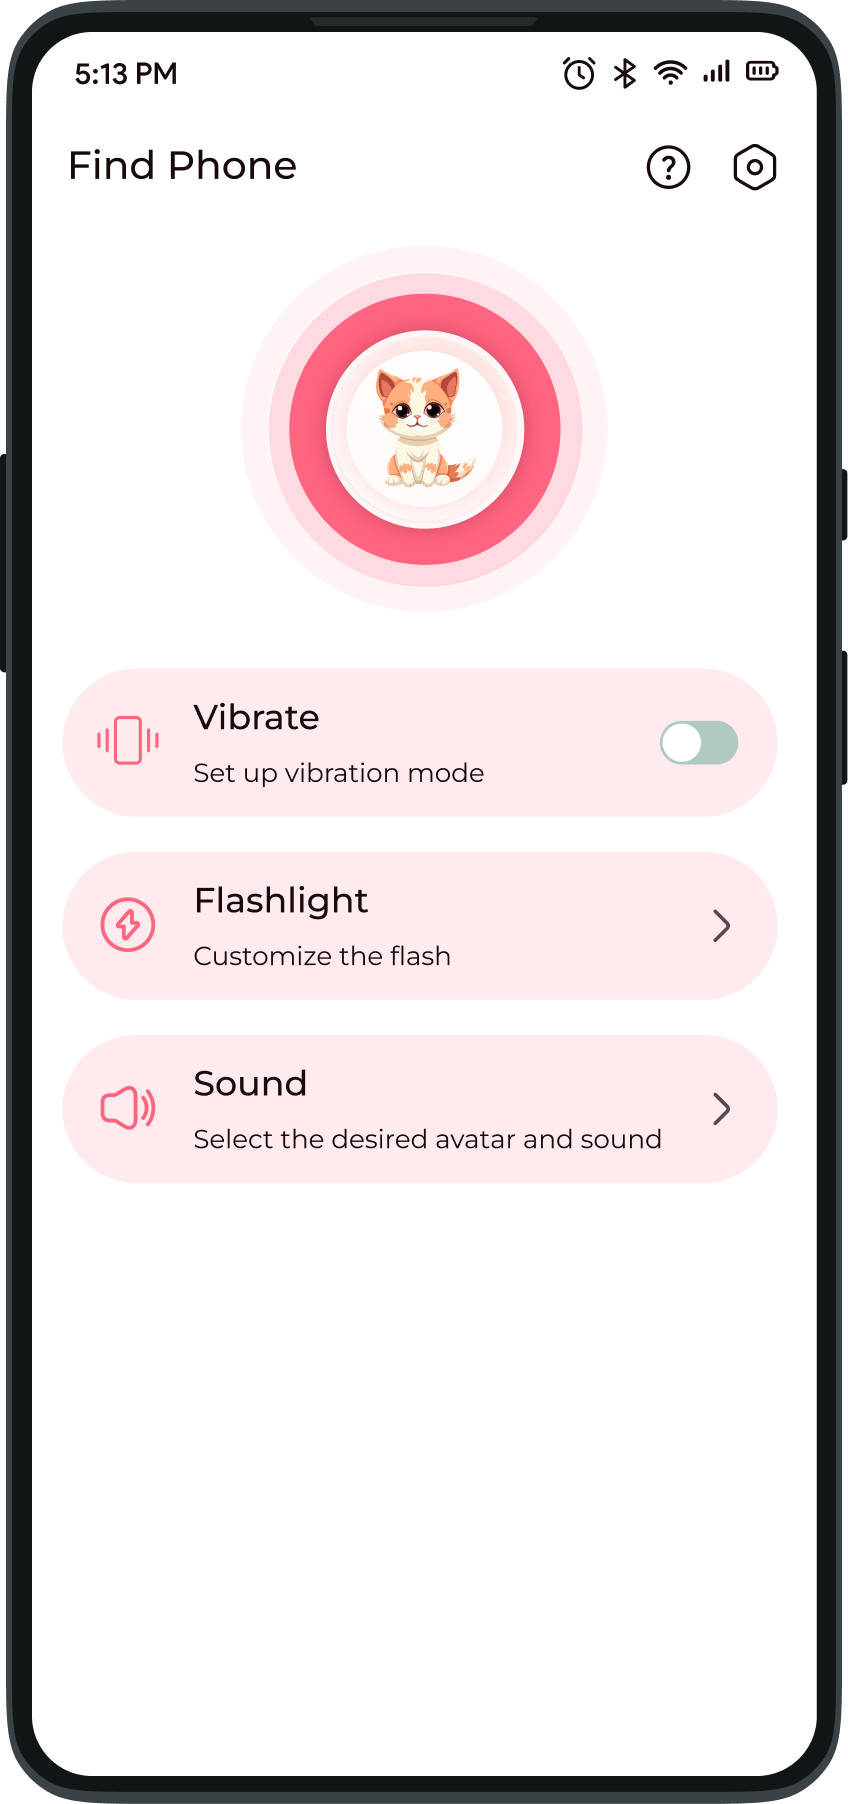 5:13 PM
Find Phone
Vibrate
Set up vibration mode
Flashlight
Customize the flash
Sound
Select the desired avatar and sound